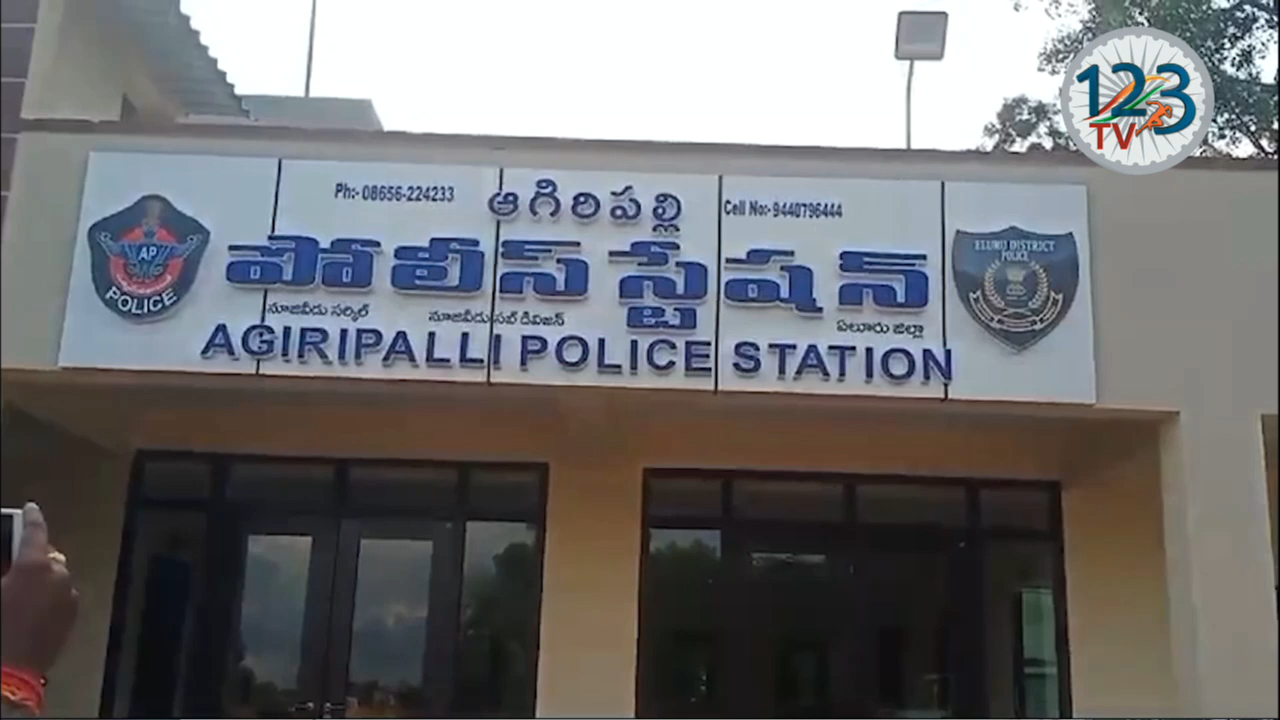 123
TV
Ph:- 08656-224233
ఆగిరిపల్లి
Cell No:- 9440796444
AP
POLICE
పోలీస్ స్టేషన్
ELURU DISTRICT
POLICE
నూజివీడు సర్కిల్
నూజివీడు సబ్ డివిజన్
ఏలూరు జిల్లా
AGIRIPALLI POLICE STATION